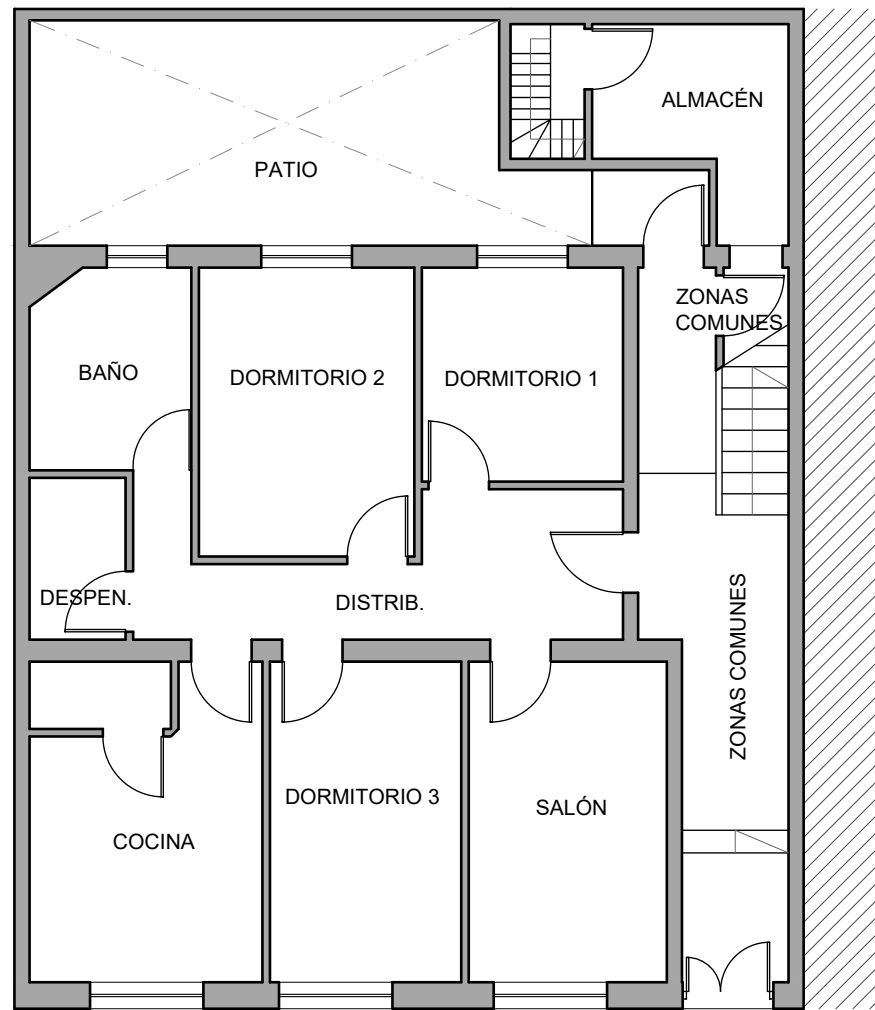 ALMACÉN
PATIO
ZONAS
COMUNES
BAÑO
DORMITORIO 2
DORMITORIO 1
DESPEN.
DISTRIB.
ZONAS COMUNES
DORMITORIO 3
SALÓN
COCINA